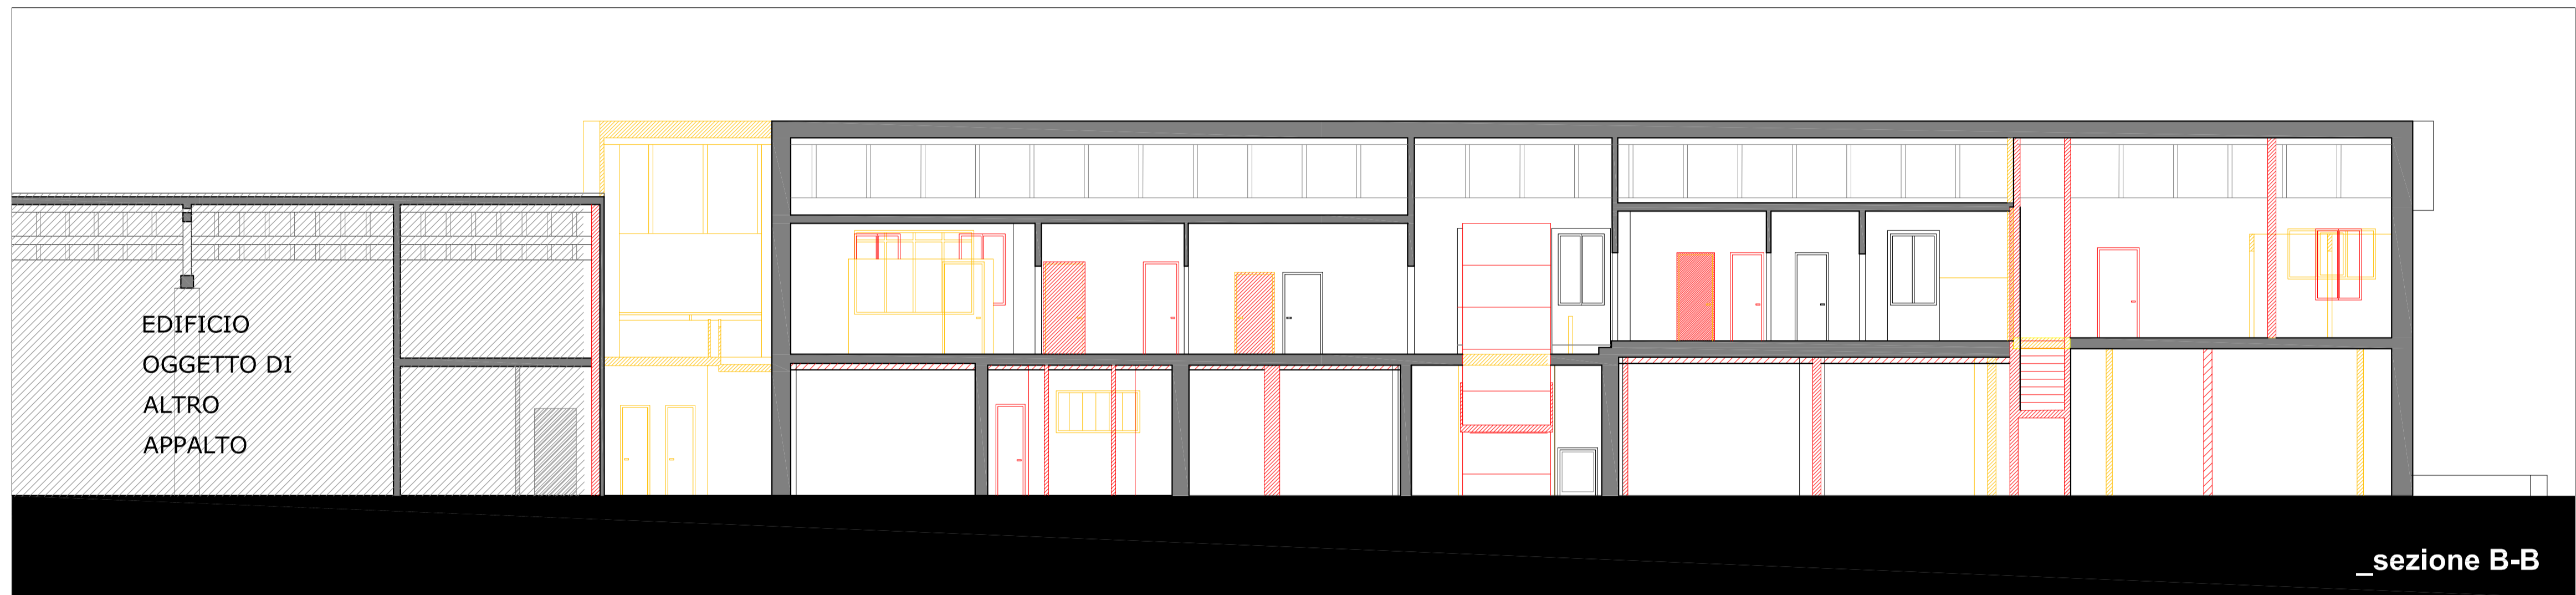 EDIFICIO
OGGETTO DI
ALTRO
APPALTO
_sezione B-B